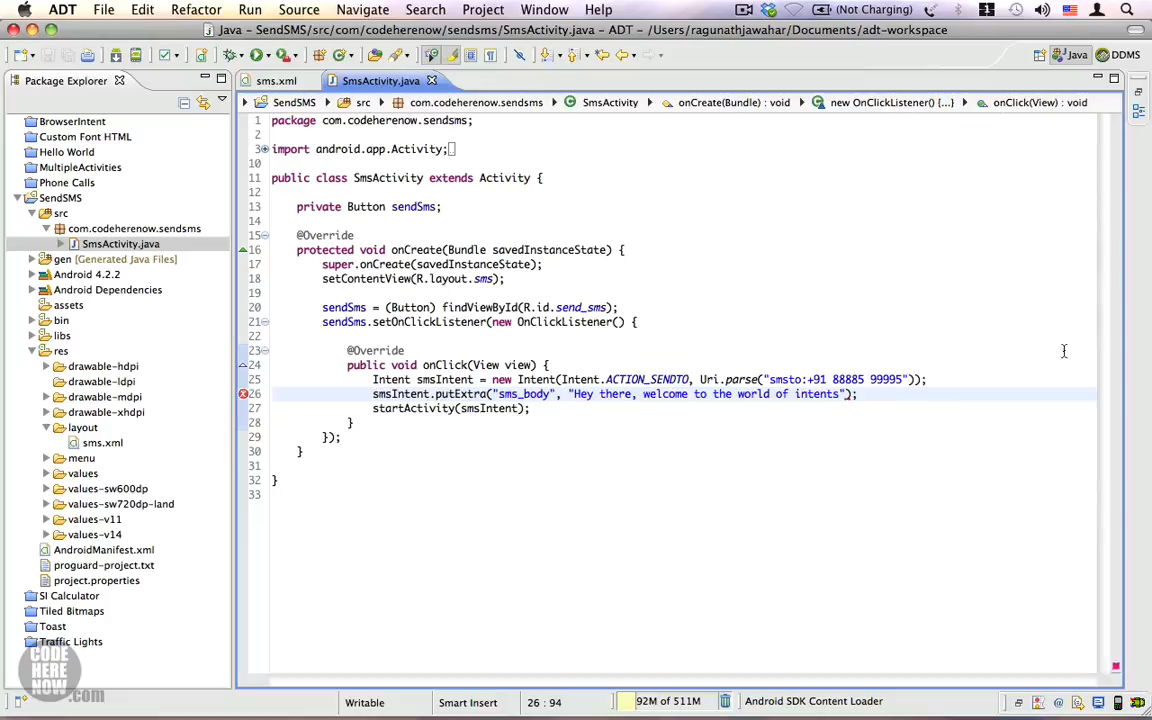 ADT File Edit Refactor Run Source Navigate Search Project Window Help (Not Charging)
Java - SendSMS/src/com/codeherenow/sendsms/SmsActivity.java - ADT - /Users/ragunathjawahar/Documents/adt-workspace
Java DDMS
Package Explorer sms.xml SmsActivity.java
SendSMS src com.codeherenow.sendsms SmsActivity onCreate(Bundle) : void new OnClickListener() {...} onClick(View) : void
BrowserIntent
Custom Font HTML
Hello World
MultipleActivities
Phone Calls
SendSMS
src
com.codeherenow.sendsms
SmsActivity.java
gen [Generated Java Files]
Android 4.2.2
Android Dependencies
assets
bin
libs
res
drawable-hdpi
drawable-ldpi
drawable-mdpi
drawable-xhdpi
layout
sms.xml
menu
values
values-sw600dp
values-sw720dp-land
values-v11
values-v14
AndroidManifest.xml
proguard-project.txt
project.properties
SI Calculator
Tiled Bitmaps
Toast
Traffic Lights
1 package com.codeherenow.sendsms;
2
3 import android.app.Activity;
10
11 public class SmsActivity extends Activity {
12
13 private Button sendSms;
14
15 @Override
16 protected void onCreate(Bundle savedInstanceState) {
17 super.onCreate(savedInstanceState);
18 setContentView(R.layout.sms);
19
20 sendSms = (Button) findViewById(R.id.send_sms);
21 sendSms.setOnClickListener(new OnClickListener() {
22
23 @Override
24 public void onClick(View view) {
25 Intent smsIntent = new Intent(Intent.ACTION_SENDTO, Uri.parse("smsto:+91 88885 99995"));
26 smsIntent.putExtra("sms_body", "Hey there, welcome to the world of intents");
27 startActivity(smsIntent);
28 }
29 });
30 }
31
32 }
33
CODE
HERE
NOW.com
Writable Smart Insert 26 : 94 92M of 511M Android SDK Content Loader